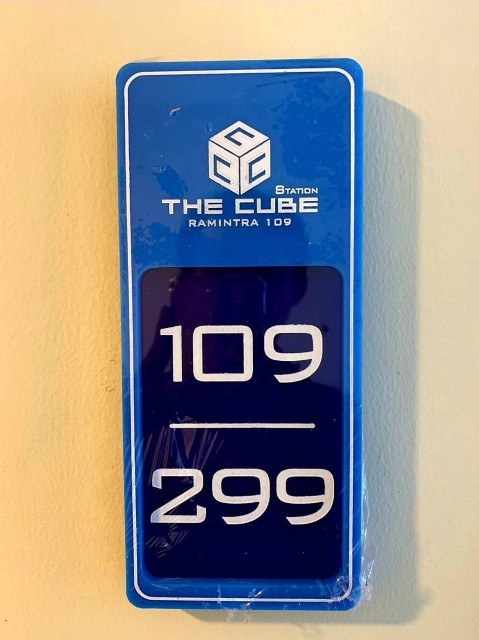 C C C
Station
THE CUBE
RAMINTRA 109
109
299